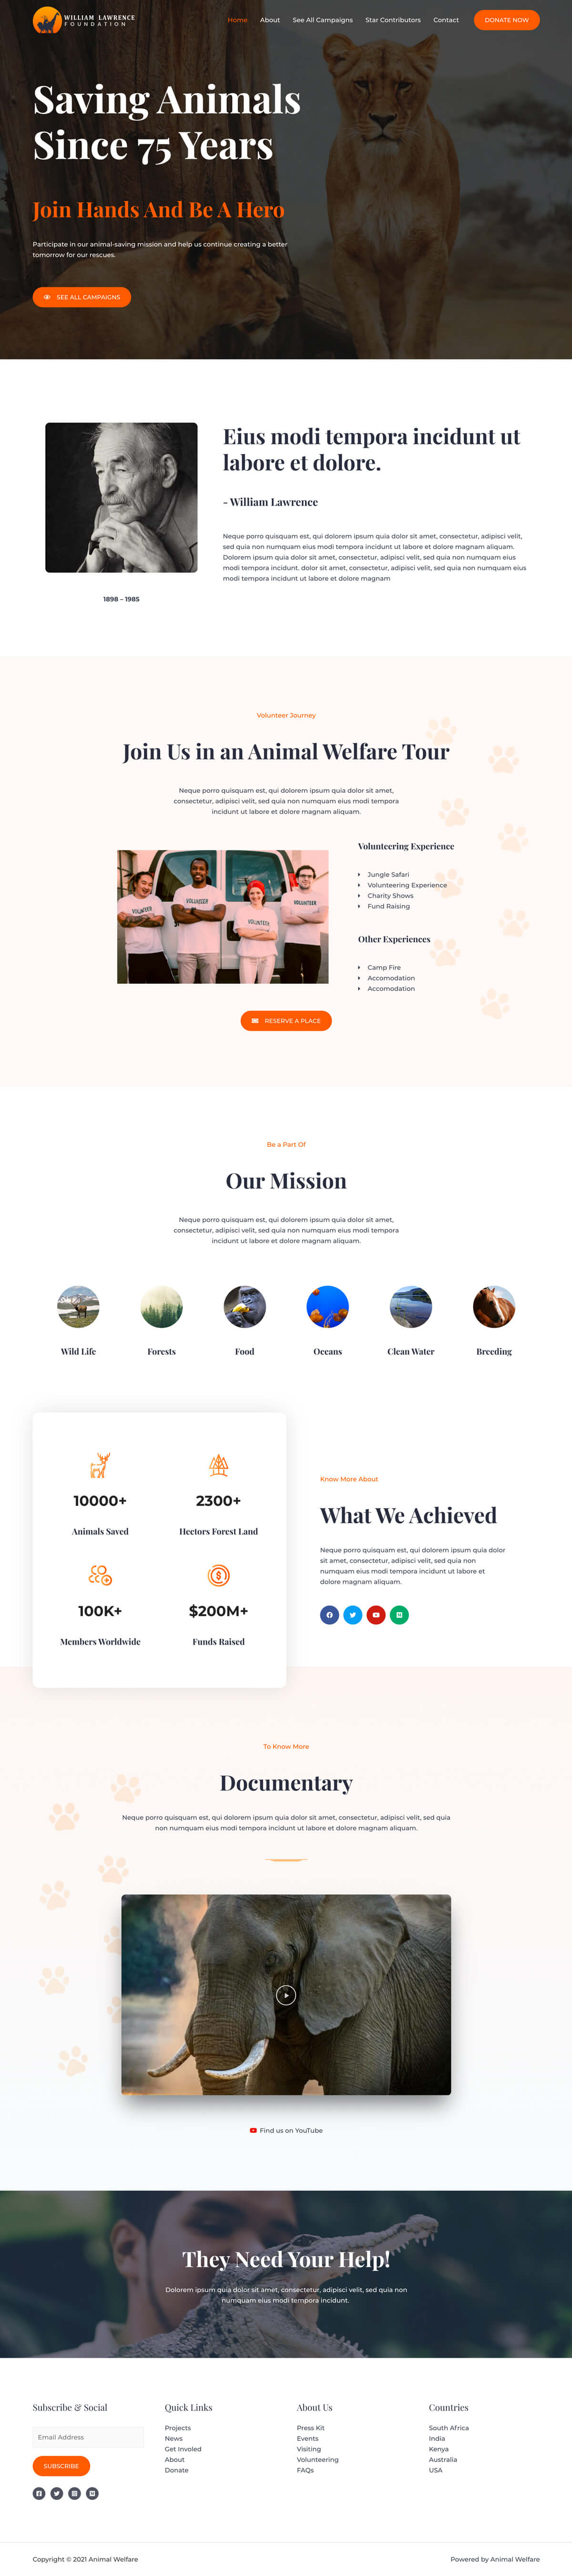 WILLIAM LAWRENCE
FOUNDATION
Home About See All Campaigns Star Contributors Contact DONATE NOW
Saving Animals
Since 75 Years
Join Hands And Be A Hero
Participate in our animal-saving mission and help us continue creating a better
tomorrow for our rescues.
SEE ALL CAMPAIGNS
Eius modi tempora incidunt ut
labore et dolore.
- William Lawrence
Neque porro quisquam est, qui dolorem ipsum quia dolor sit amet, consectetur, adipisci velit,
sed quia non numquam eius modi tempora incidunt ut labore et dolore magnam aliquam.
Dolorem ipsum quia dolor sit amet, consectetur, adipisci velit, sed quia non numquam eius
modi tempora incidunt. dolor sit amet, consectetur, adipisci velit, sed quia non numquam eius
modi tempora incidunt ut labore et dolore magnam
1898 – 1985
Volunteer Journey
Join Us in an Animal Welfare Tour
Neque porro quisquam est, qui dolorem ipsum quia dolor sit amet,
consectetur, adipisci velit, sed quia non numquam eius modi tempora
incidunt ut labore et dolore magnam aliquam.
VOLUNTEER
VOLUNTEER
VOLUNTEER
Volunteering Experience
Jungle Safari
Volunteering Experience
Charity Shows
Fund Raising
Other Experiences
Camp Fire
Accomodation
Accomodation
RESERVE A PLACE
Be a Part Of
Our Mission
Neque porro quisquam est, qui dolorem ipsum quia dolor sit amet,
consectetur, adipisci velit, sed quia non numquam eius modi tempora
incidunt ut labore et dolore magnam aliquam.
Wild Life
Forests
Food
Oceans
Clean Water
Breeding
10000+
Animals Saved
2300+
Hectors Forest Land
100K+
Members Worldwide
$200M+
Funds Raised
Know More About
What We Achieved
Neque porro quisquam est, qui dolorem ipsum quia dolor
sit amet, consectetur, adipisci velit, sed quia non
numquam eius modi tempora incidunt ut labore et
dolore magnam aliquam.
To Know More
Documentary
Neque porro quisquam est, qui dolorem ipsum quia dolor sit amet, consectetur, adipisci velit, sed quia
non numquam eius modi tempora incidunt ut labore et dolore magnam aliquam.
Find us on YouTube
They Need Your Help!
Dolorem ipsum quia dolor sit amet, consectetur, adipisci velit, sed quia non
numquam eius modi tempora incidunt.
Subscribe & Social
Email Address
SUBSCRIBE
Quick Links
Projects
News
Get Involed
About
Donate
About Us
Press Kit
Events
Visiting
Volunteering
FAQs
Countries
South Africa
India
Kenya
Australia
USA
Copyright © 2021 Animal Welfare
Powered by Animal Welfare